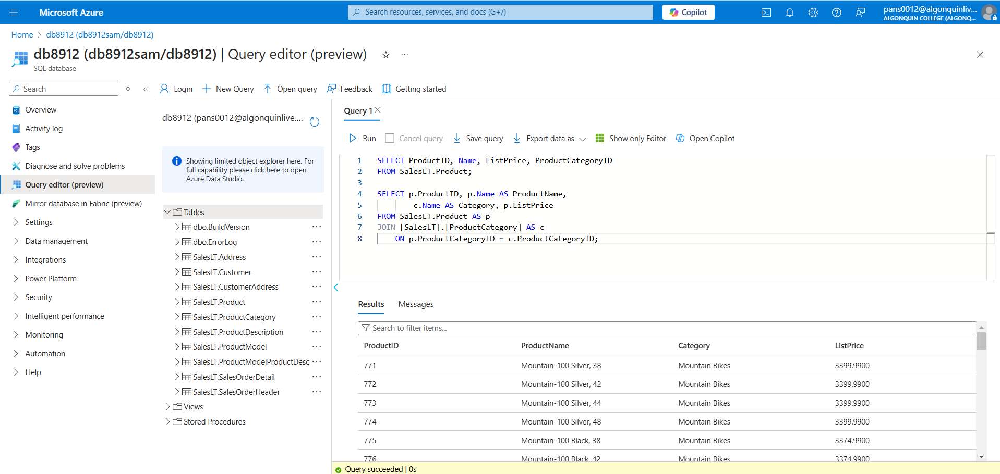 Microsoft Azure
Search resources, services, and docs (G+/)
Copilot
pans0012@algonquinliv...
ALGONQUIN COLLEGE (ALGONQ...
Home > db8912 (db8912sam/db8912)
db8912 (db8912sam/db8912) | Query editor (preview)
SQL database
Search
Login
New Query
Open query
Feedback
Getting started
Overview
Activity log
Tags
Diagnose and solve problems
Query editor (preview)
Mirror database in Fabric (preview)
Settings
Data management
Integrations
Power Platform
Security
Intelligent performance
Monitoring
Automation
Help
db8912 (pans0012@algonquinlive....
Showing limited object explorer here. For
full capability please click here to open
Azure Data Studio.
Tables
dbo.BuildVersion
dbo.ErrorLog
SalesLT.Address
SalesLT.Customer
SalesLT.CustomerAddress
SalesLT.Product
SalesLT.ProductCategory
SalesLT.ProductDescription
SalesLT.ProductModel
SalesLT.ProductModelProductDesc
SalesLT.SalesOrderDetail
SalesLT.SalesOrderHeader
Views
Stored Procedures
Query 1
Run
Cancel query
Save query
Export data as
Show only Editor
Open Copilot
1 SELECT ProductID, Name, ListPrice, ProductCategoryID
2 FROM SalesLT.Product;
3
4 SELECT p.ProductID, p.Name AS ProductName,
5 c.Name AS Category, p.ListPrice
6 FROM SalesLT.Product AS p
7 JOIN [SalesLT].[ProductCategory] AS c
8 ON p.ProductCategoryID = c.ProductCategoryID;
Results
Messages
Search to filter items...
ProductID ProductName Category ListPrice
771 Mountain-100 Silver, 38 Mountain Bikes 3399.9900
772 Mountain-100 Silver, 42 Mountain Bikes 3399.9900
773 Mountain-100 Silver, 44 Mountain Bikes 3399.9900
774 Mountain-100 Silver, 48 Mountain Bikes 3399.9900
775 Mountain-100 Black, 38 Mountain Bikes 3374.9900
776 Mountain-100 Black, 42 Mountain Bikes 3374.9900
Query succeeded | 0s